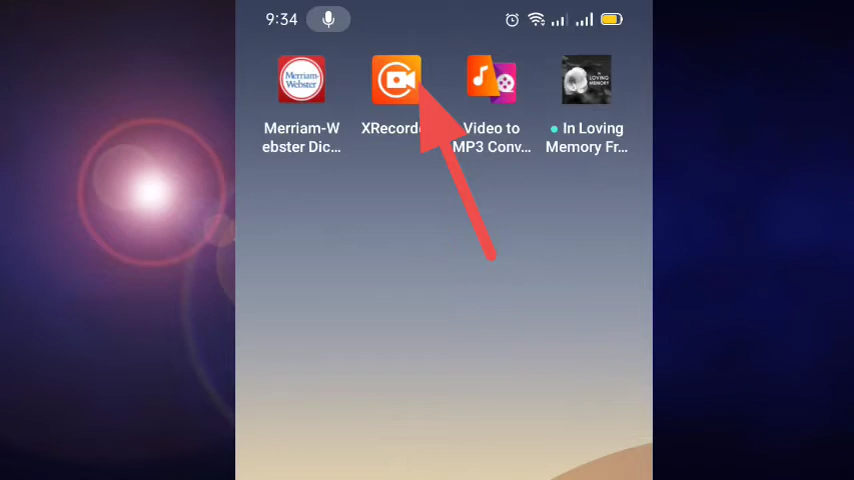 9:34
Merriam-
Webster
IN
LOVING
MEMORY
Merriam-W
ebster Dic...
XRecord
Video to
MP3 Conv...
In Loving
Memory Fr...